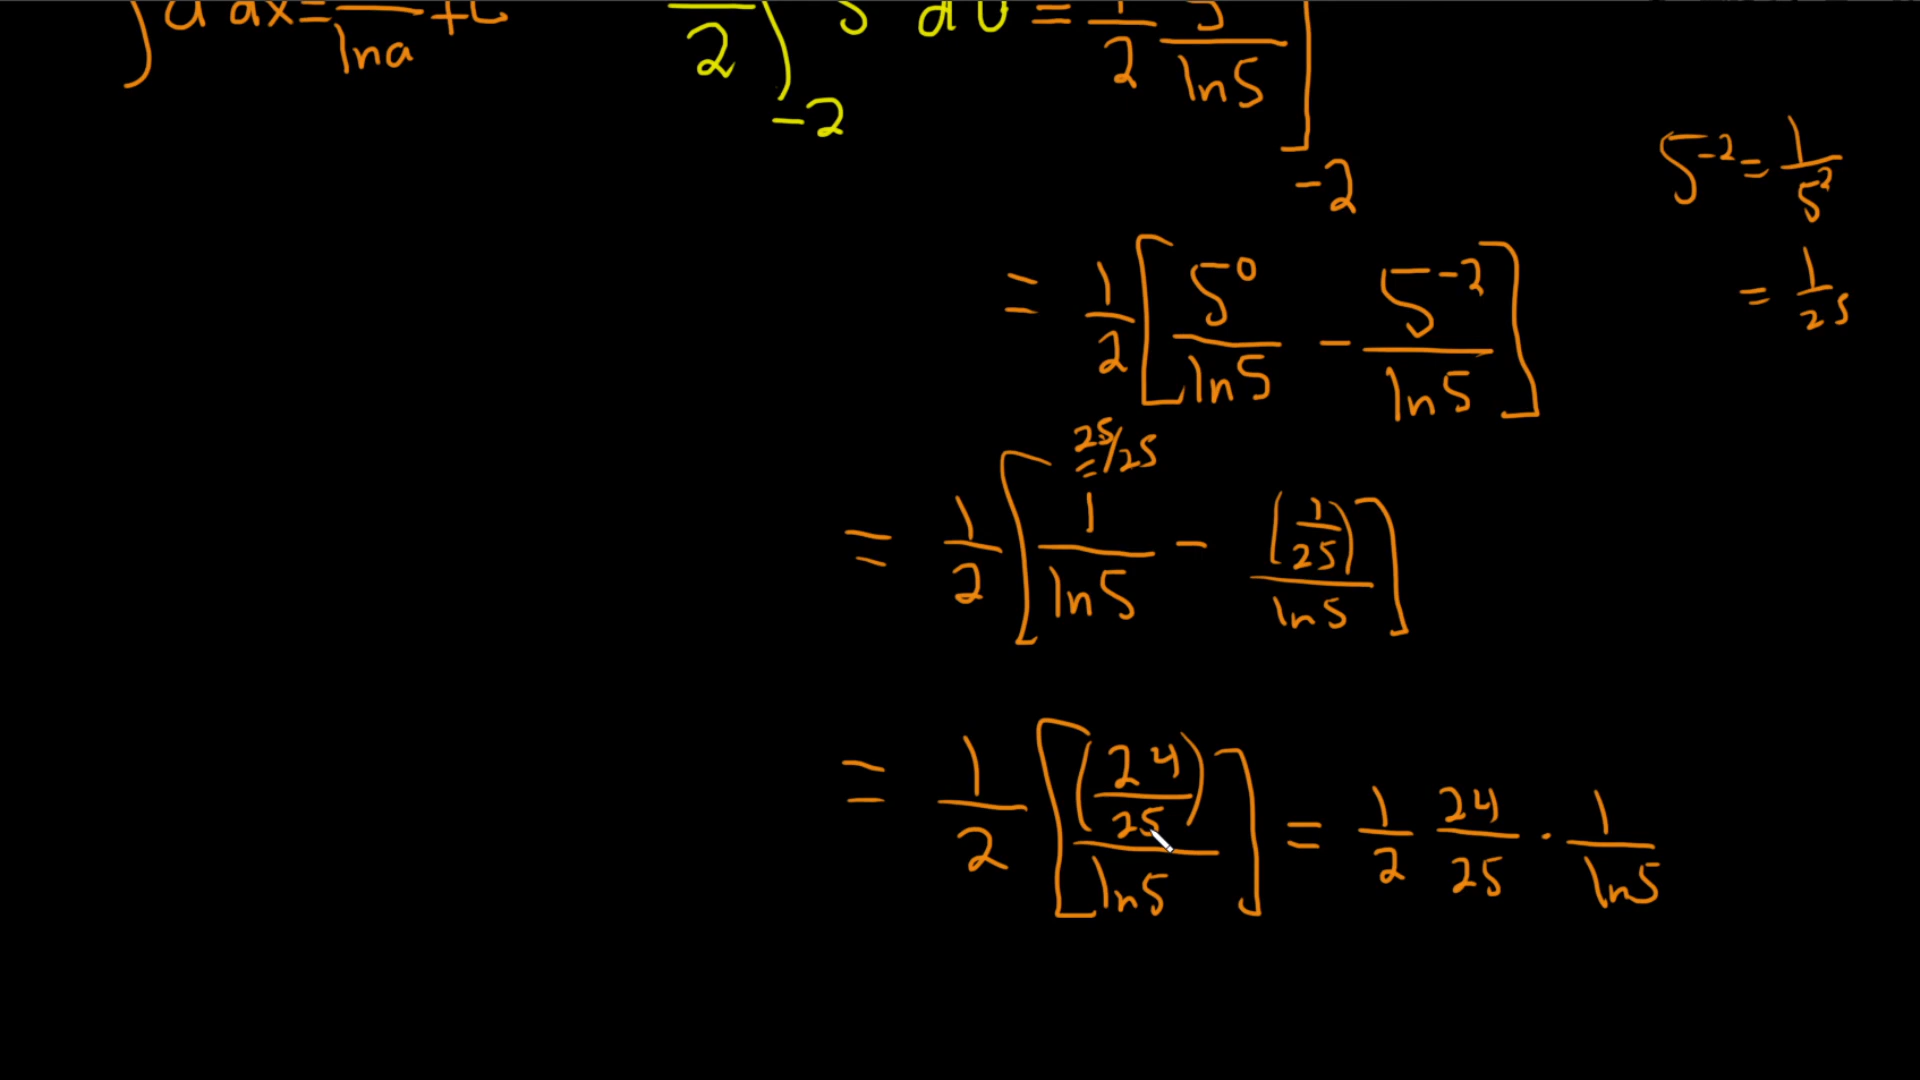 ∫ a dx = — / ln a + C
— / 2 ∫_{-2} 5 du = 1/2 5 / ln5 ]_{-2}
5^{-2} = 1/5^2
= 1/25
= 1/2 [ 5^0/ln5 - 5^{-2}/ln5 ]
= 25/25
= 1/2 [ 1/ln5 - (1/25)/ln5 ]
= 1/2 [ (24/25)/ln5 ] = 1/2 24/25 · 1/ln5